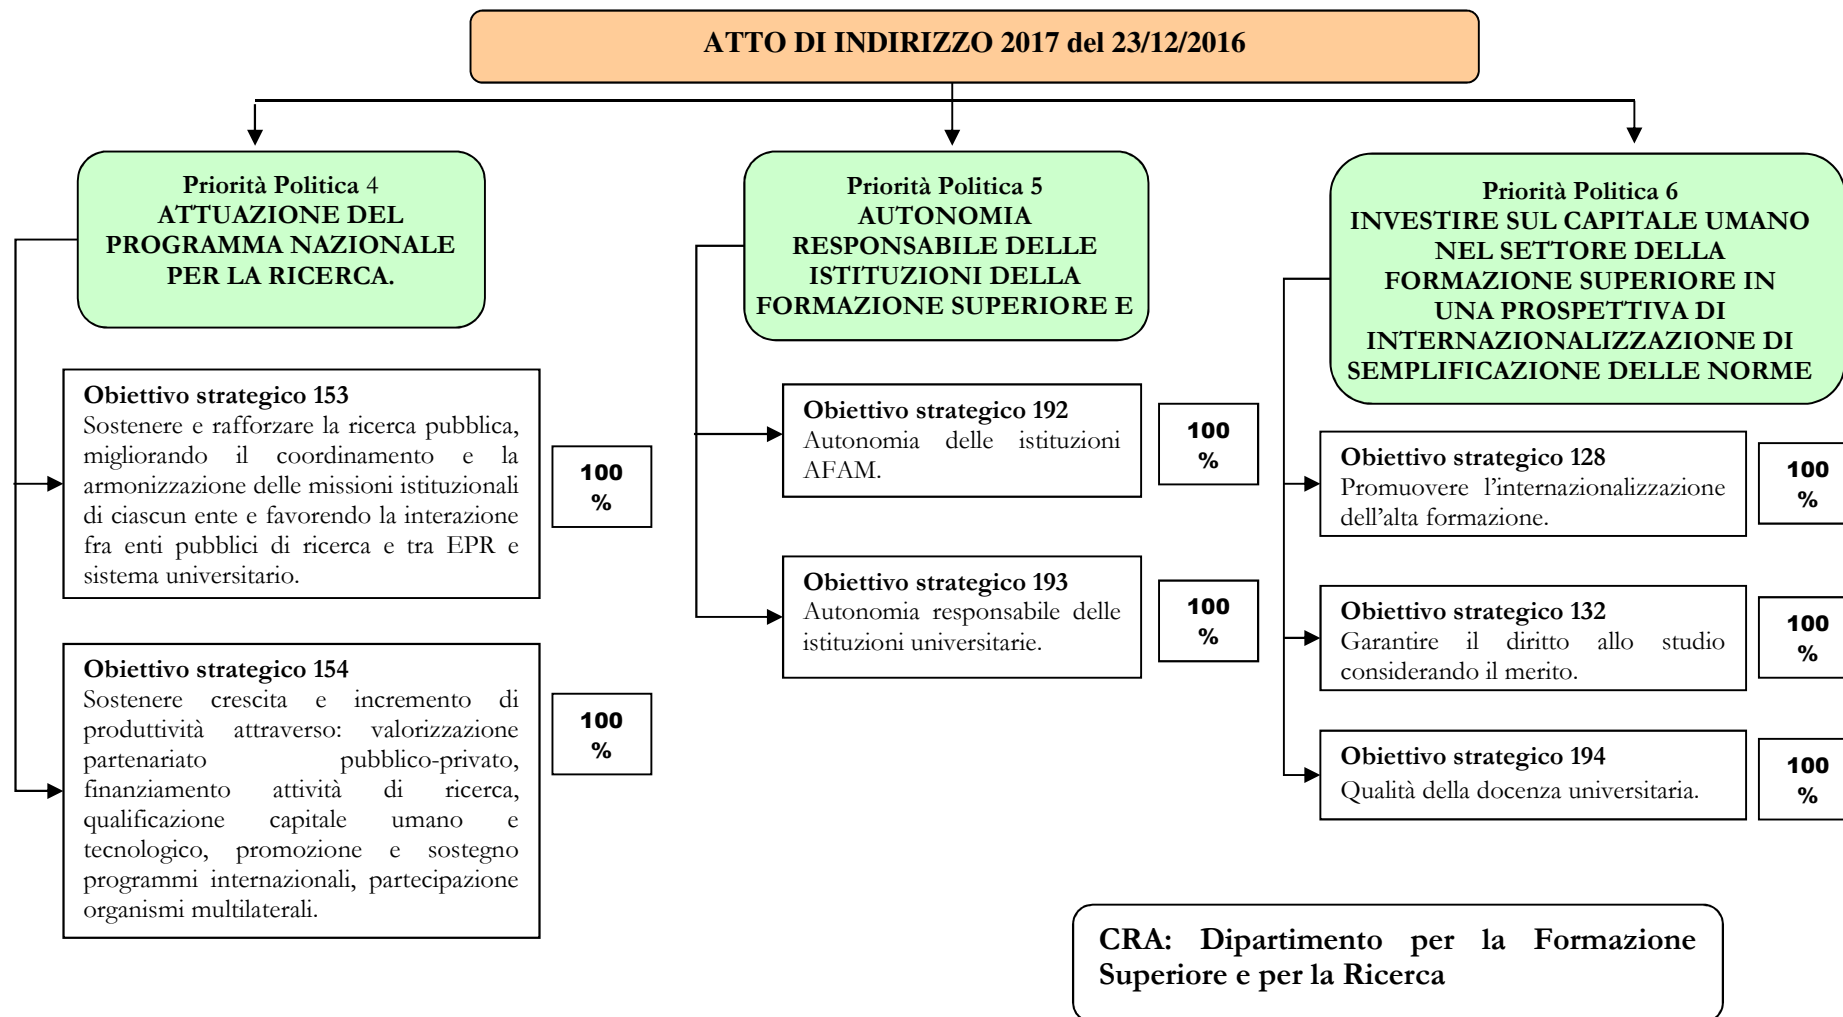 ATTO DI INDIRIZZO 2017 del 23/12/2016
Priorità Politica 4
ATTUAZIONE DEL
PROGRAMMA NAZIONALE
PER LA RICERCA.
Obiettivo strategico 153
Sostenere e rafforzare la ricerca pubblica,
migliorando il coordinamento e la
armonizzazione delle missioni istituzionali
di ciascun ente e favorendo la interazione
fra enti pubblici di ricerca e tra EPR e
sistema universitario.
100
%
Obiettivo strategico 154
Sostenere crescita e incremento di
produttività attraverso: valorizzazione
partenariato pubblico-privato,
finanziamento attività di ricerca,
qualificazione capitale umano e
tecnologico, promozione e sostegno
programmi internazionali, partecipazione
organismi multilaterali.
100
%
Priorità Politica 5
AUTONOMIA
RESPONSABILE DELLE
ISTITUZIONI DELLA
FORMAZIONE SUPERIORE E
Obiettivo strategico 192
Autonomia delle istituzioni
AFAM.
100
%
Obiettivo strategico 193
Autonomia responsabile delle
istituzioni universitarie.
100
%
Priorità Politica 6
INVESTIRE SUL CAPITALE UMANO
NEL SETTORE DELLA
FORMAZIONE SUPERIORE IN
UNA PROSPETTIVA DI
INTERNAZIONALIZZAZIONE DI
SEMPLIFICAZIONE DELLE NORME
Obiettivo strategico 128
Promuovere l’internazionalizzazione
dell’alta formazione.
100
%
Obiettivo strategico 132
Garantire il diritto allo studio
considerando il merito.
100
%
Obiettivo strategico 194
Qualità della docenza universitaria.
100
%
CRA: Dipartimento per la Formazione
Superiore e per la Ricerca